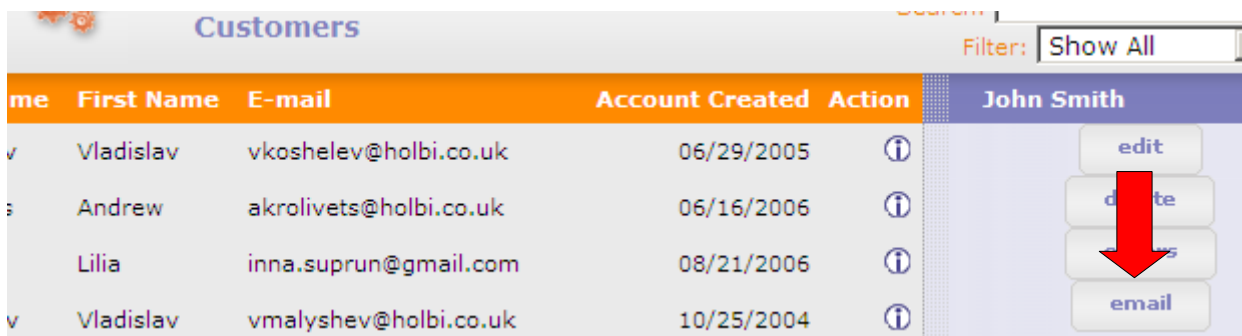 Customers
Filter: Show All
me First Name E-mail Account Created Action John Smith
v Vladislav vkoshelev@holbi.co.uk 06/29/2005 edit
s Andrew akrolivets@holbi.co.uk 06/16/2006
Lilia inna.suprun@gmail.com 08/21/2006
v Vladislav vmalyshev@holbi.co.uk 10/25/2004 email